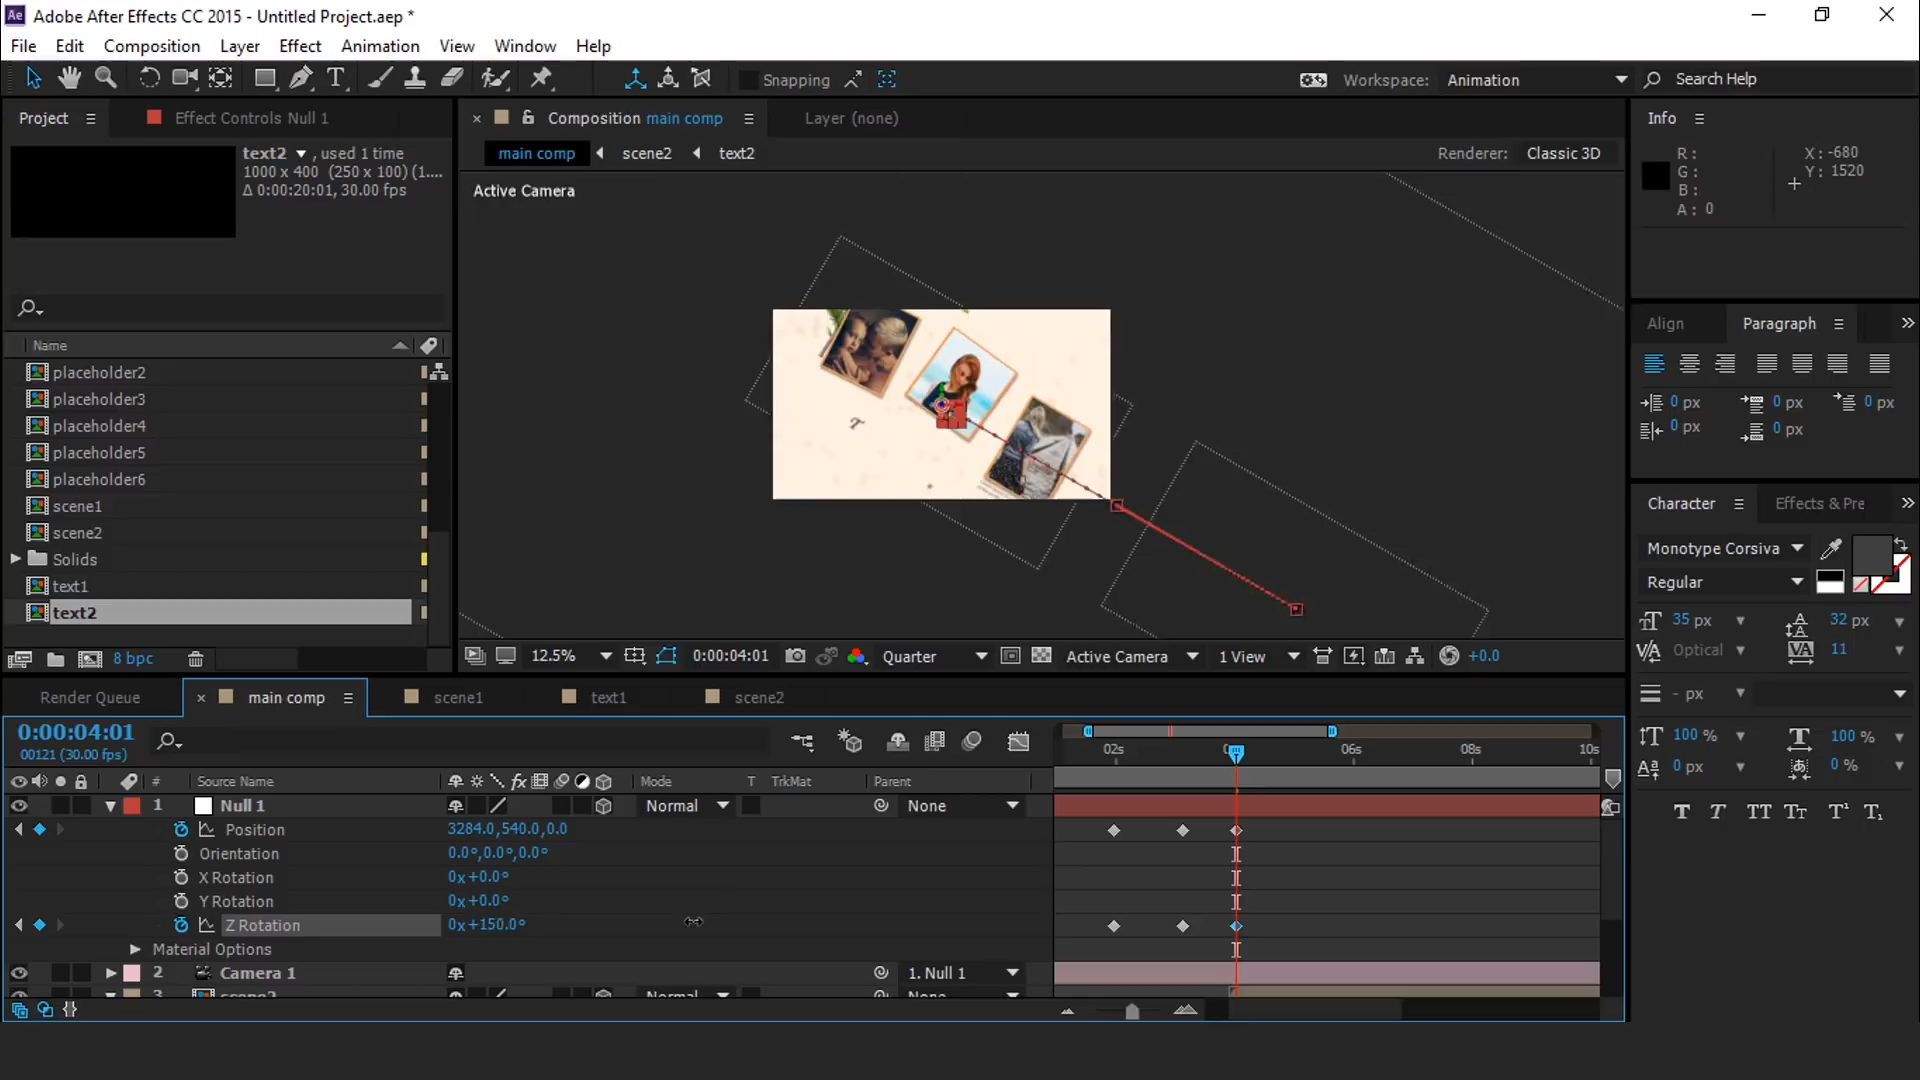 Ae Adobe After Effects CC 2015 - Untitled Project.aep *
File Edit Composition Layer Effect Animation View Window Help
Snapping Workspace: Animation Search Help
Project Effect Controls Null 1
text2 , used 1 time
1000 x 400 (250 x 100) (1....
Δ 0:00:20:01, 30.00 fps
Name
placeholder2
placeholder3
placeholder4
placeholder5
placeholder6
scene1
scene2
Solids
text1
text2
8 bpc
Composition main comp Layer (none)
main comp scene2 text2 Renderer: Classic 3D
Active Camera
12.5% 0:00:04:01 Quarter Active Camera 1 View +0.0
Info
R: X: -680
G: Y: 1520
B:
A: 0
Align Paragraph
0 px 0 px 0 px
0 px 0 px
Character Effects & Pre
Monotype Corsiva
Regular
35 px 32 px
Optical 11
- px
100 % 100 %
0 px 0 %
T T TT Tt T¹ T₁
Render Queue main comp scene1 text1 scene2
0:00:04:01
00121 (30.00 fps)
02s 06s 08s 10s
# Source Name fx Mode T TrkMat Parent
1 Null 1 Normal None
Position 3284.0,540.0,0.0
Orientation 0.0°,0.0°,0.0°
X Rotation 0x+0.0°
Y Rotation 0x+0.0°
Z Rotation 0x+150.0°
Material Options
2 Camera 1 1. Null 1